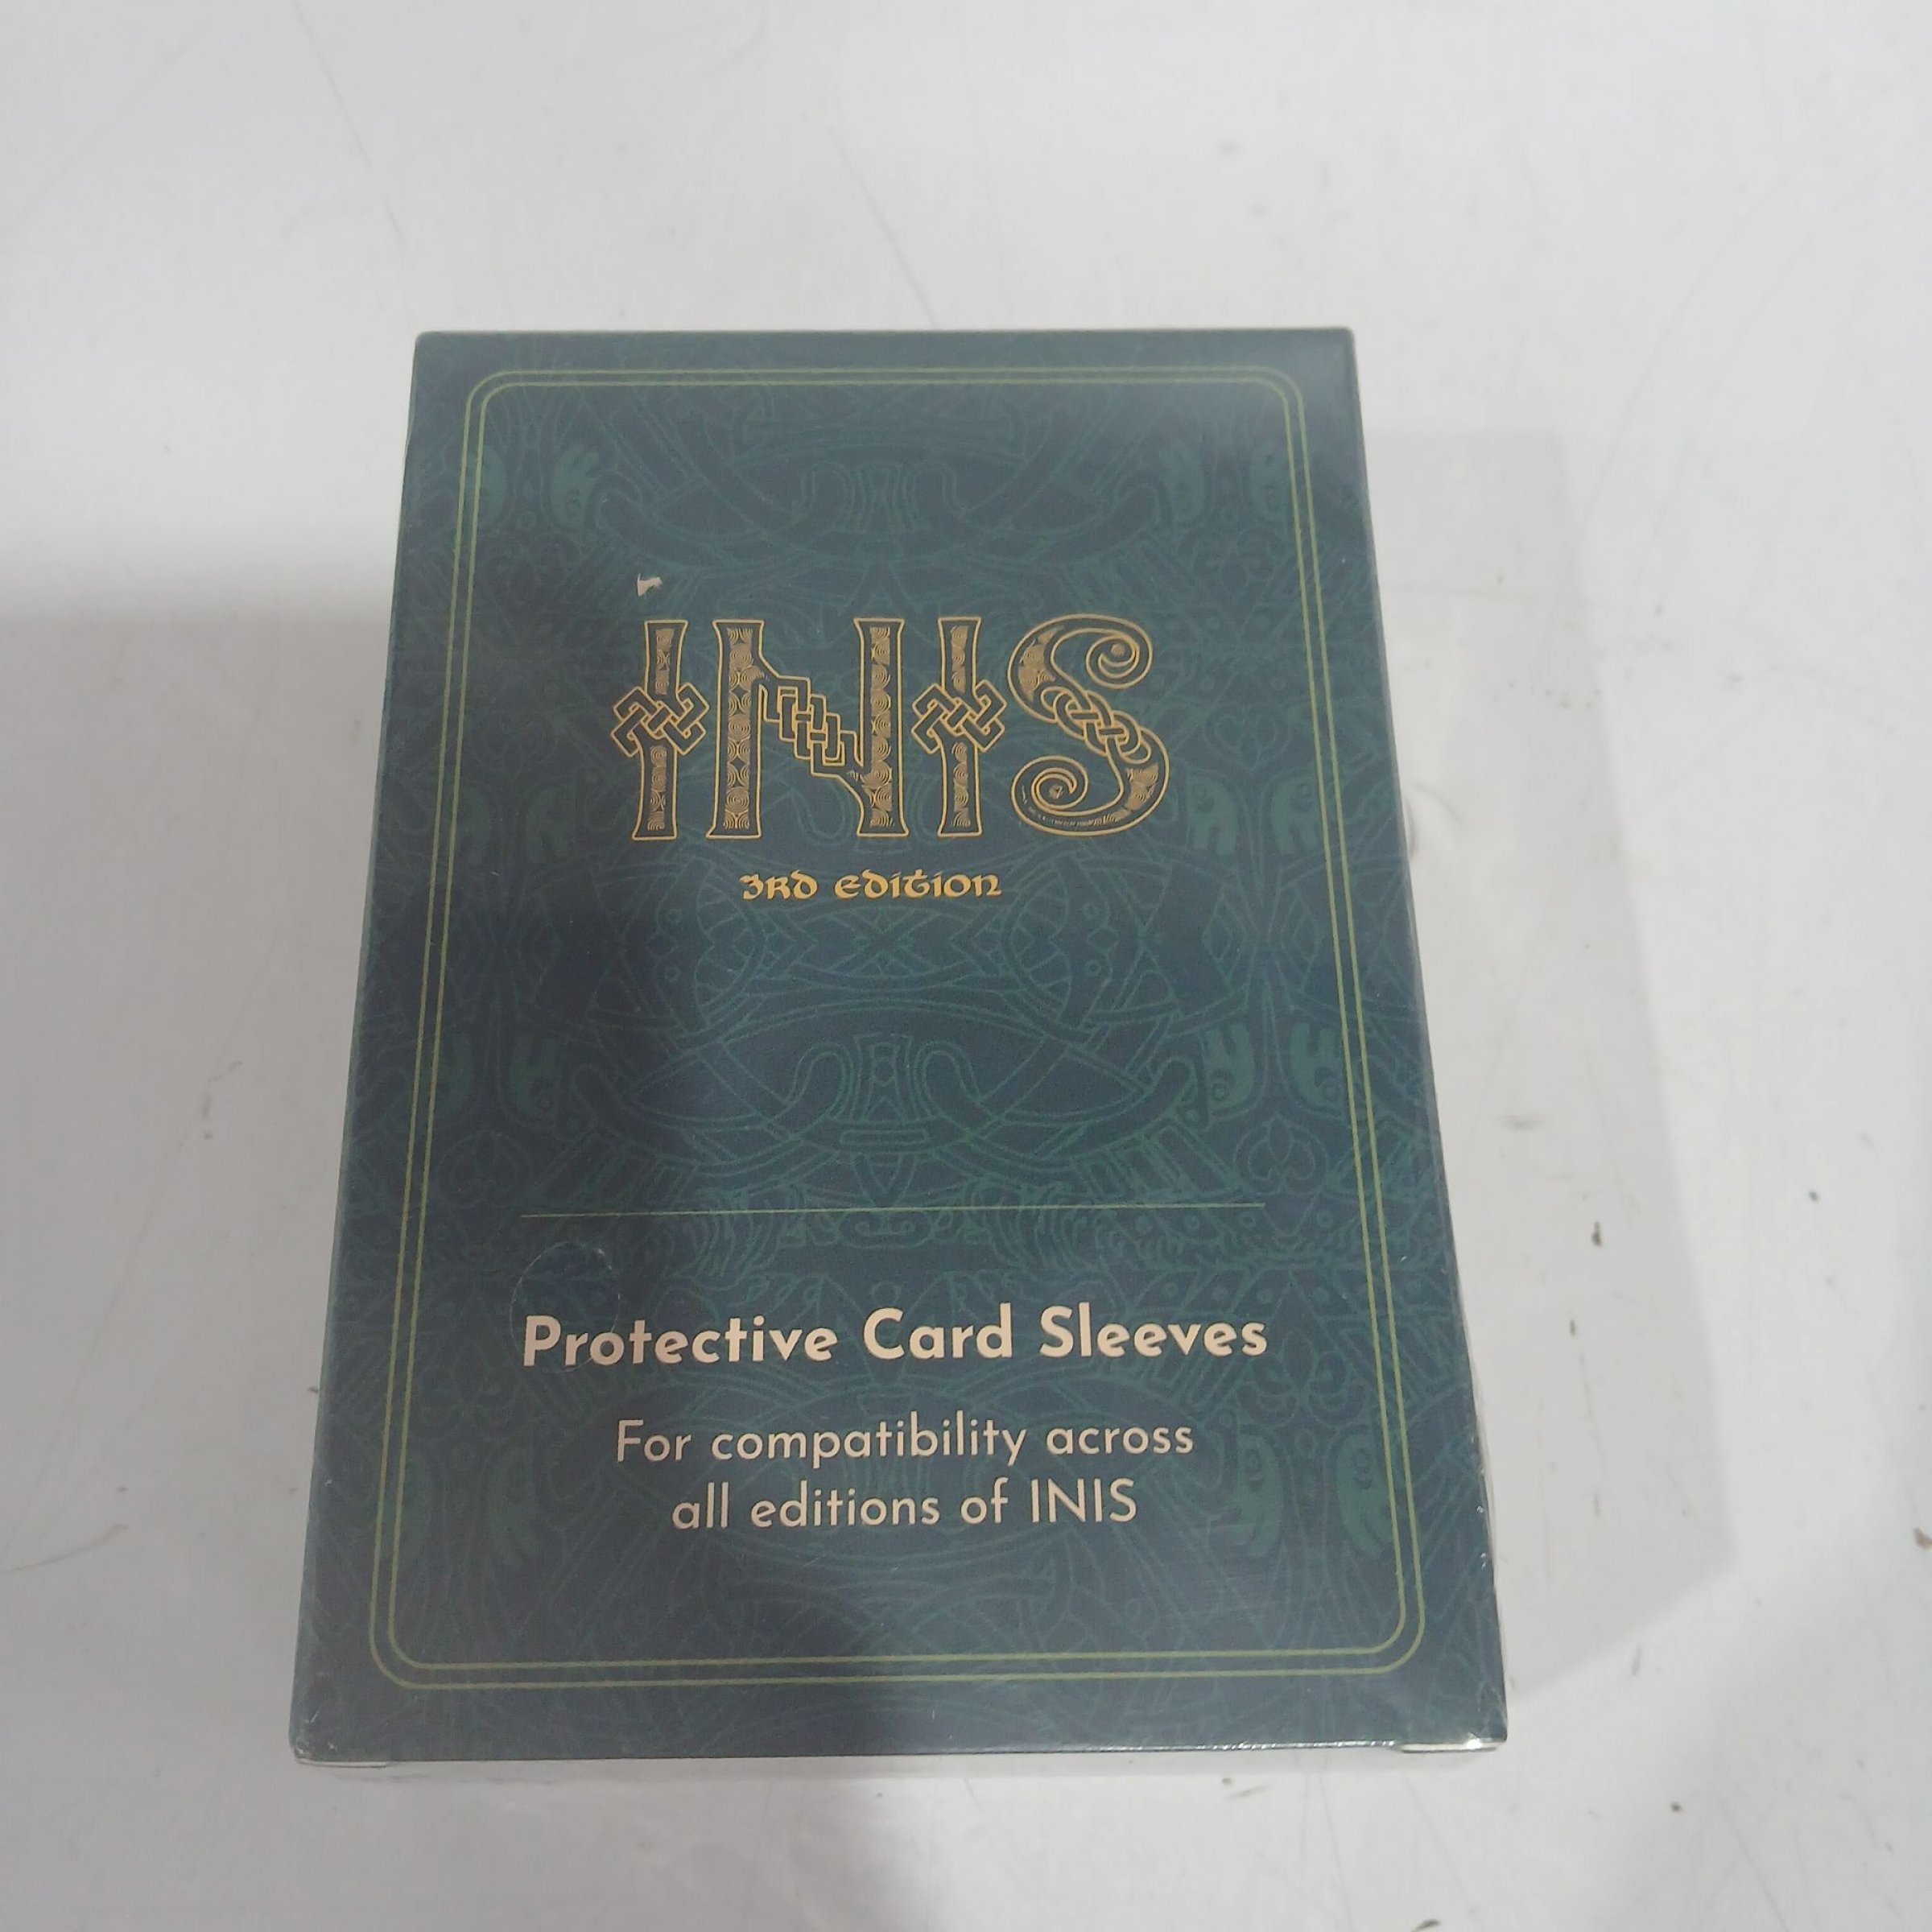 INIS
3RD EDITION
Protective Card Sleeves
For compatibility across
all editions of INIS